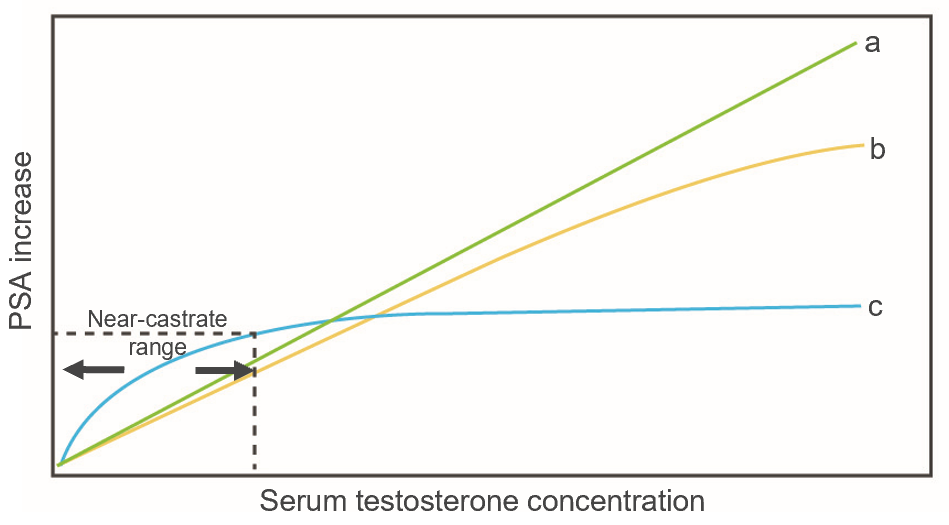 a
b
PSA increase
c
Near-castrate
range
Serum testosterone concentration